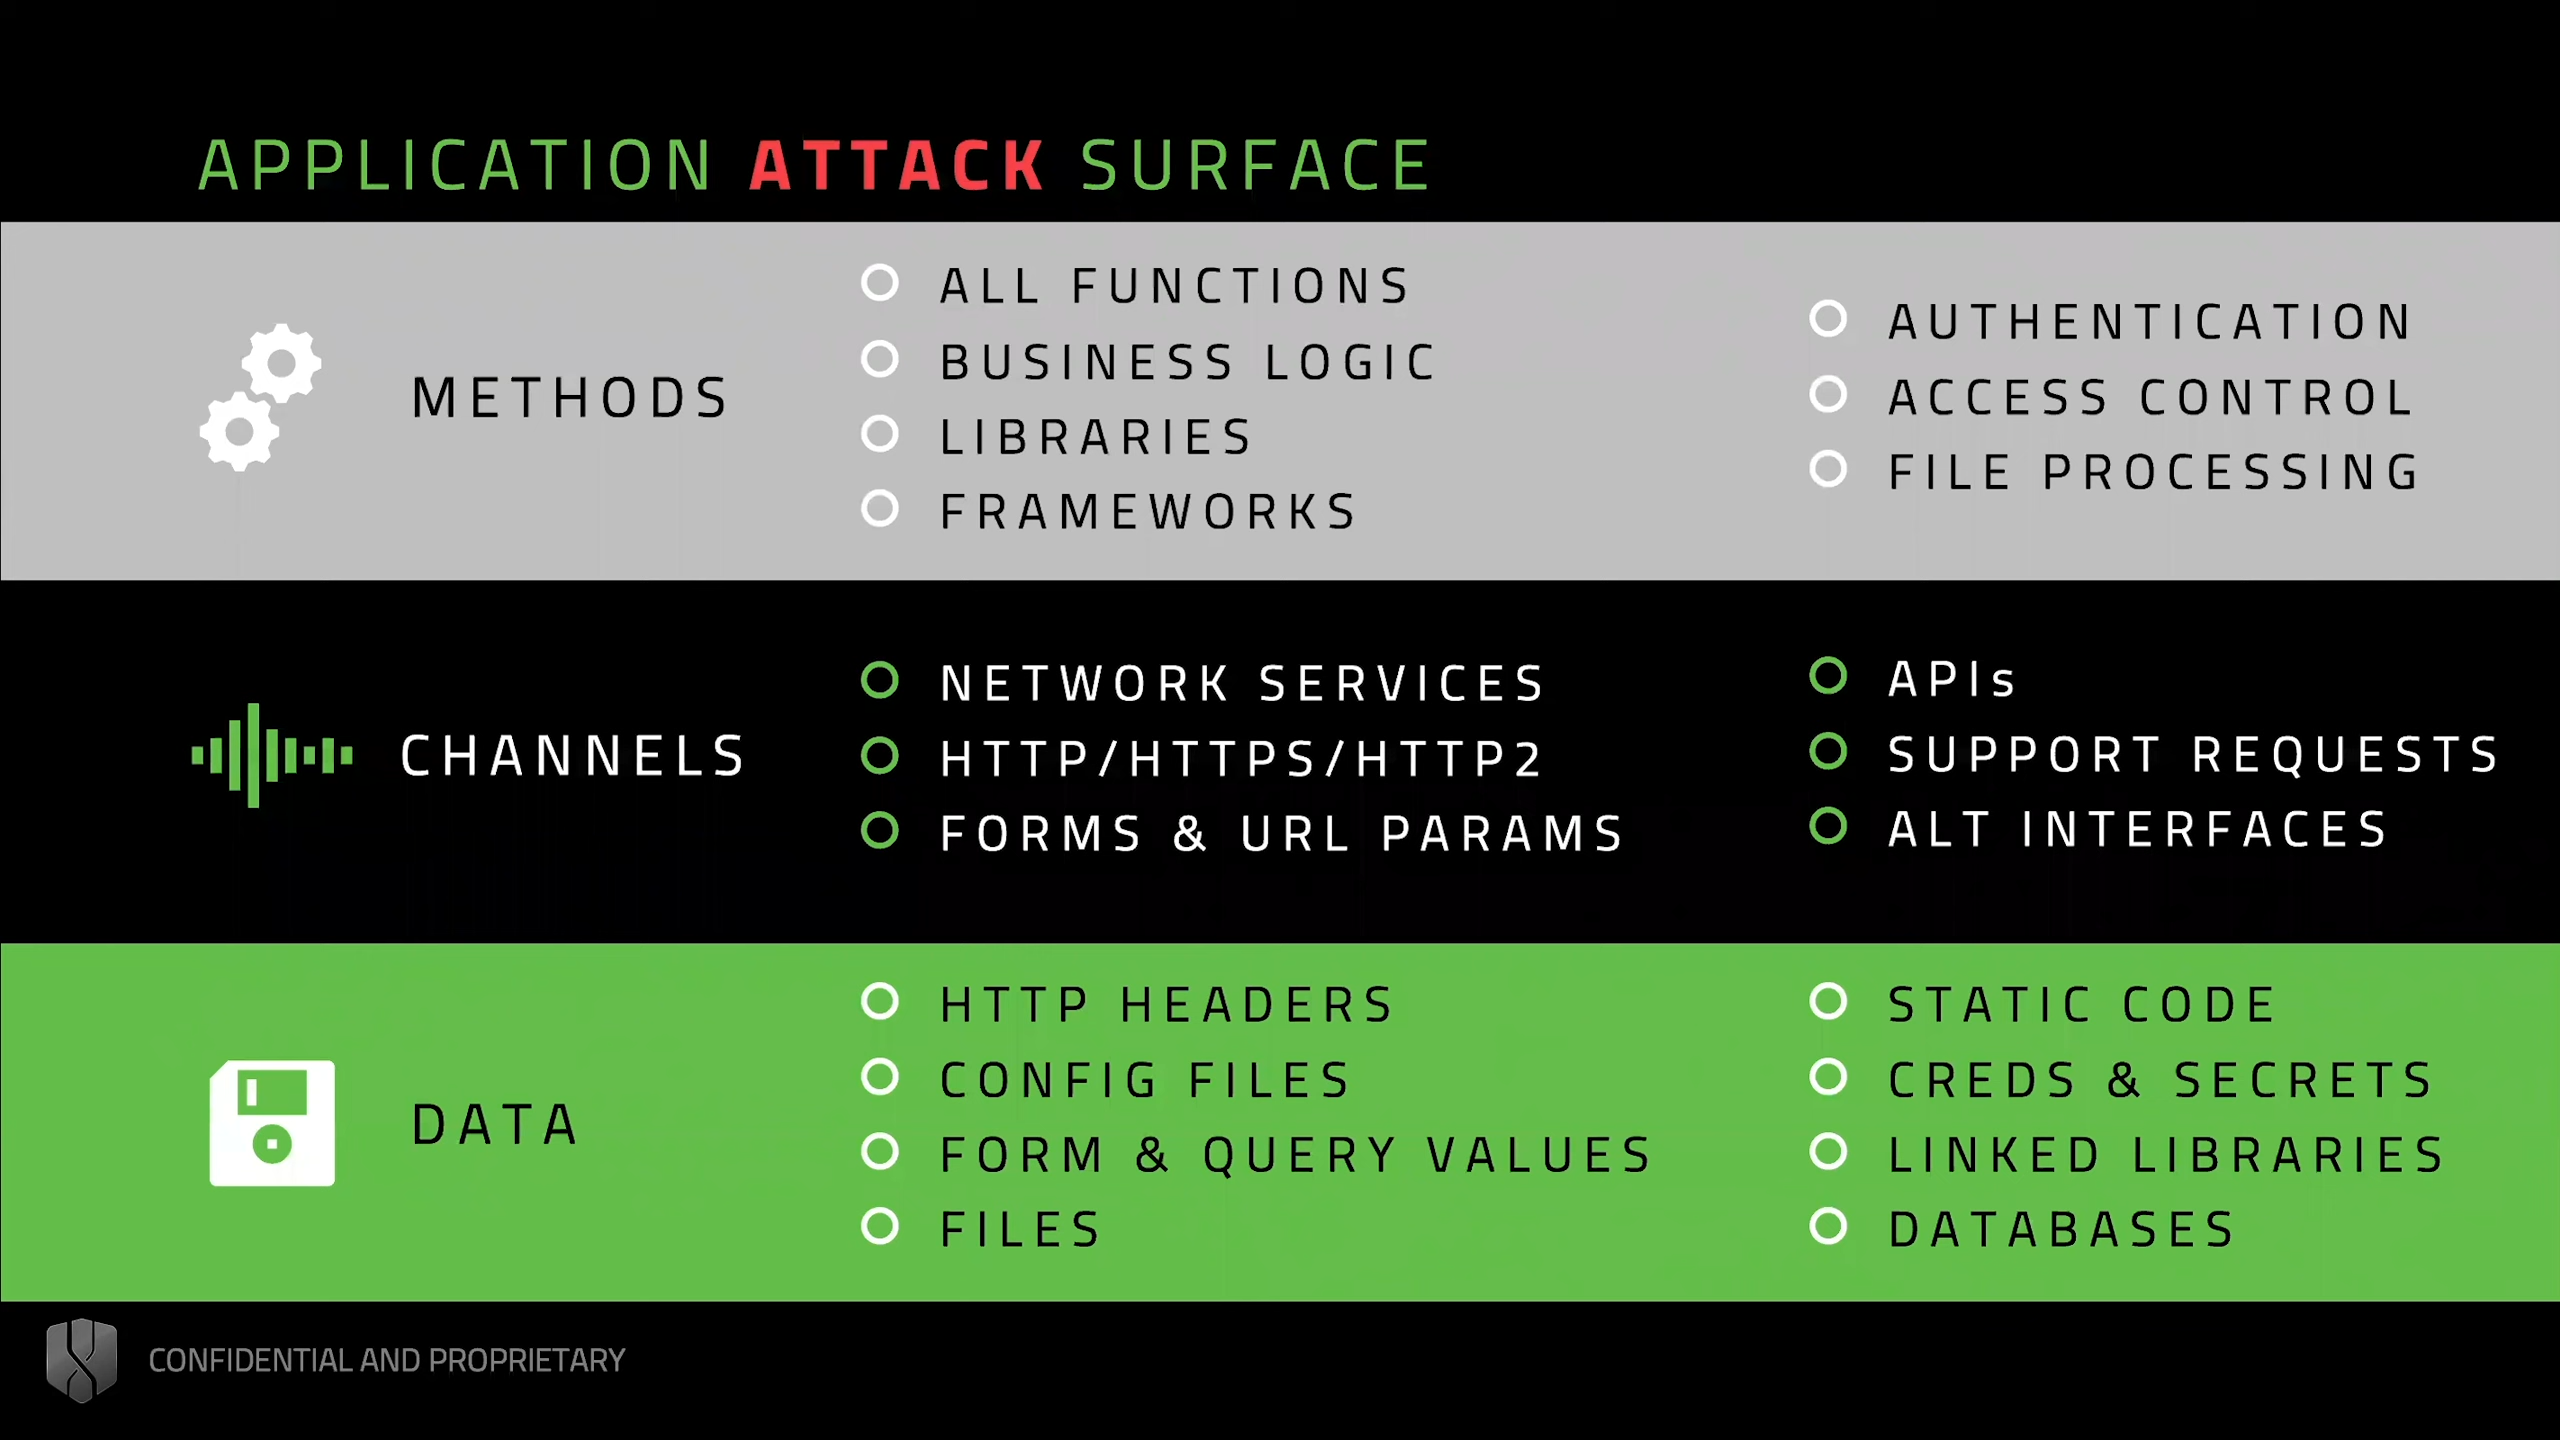 APPLICATION ATTACK SURFACE
METHODS
ALL FUNCTIONS
BUSINESS LOGIC
LIBRARIES
FRAMEWORKS
AUTHENTICATION
ACCESS CONTROL
FILE PROCESSING
CHANNELS
NETWORK SERVICES
HTTP/HTTPS/HTTP2
FORMS & URL PARAMS
APIs
SUPPORT REQUESTS
ALT INTERFACES
DATA
HTTP HEADERS
CONFIG FILES
FORM & QUERY VALUES
FILES
STATIC CODE
CREDS & SECRETS
LINKED LIBRARIES
DATABASES
CONFIDENTIAL AND PROPRIETARY